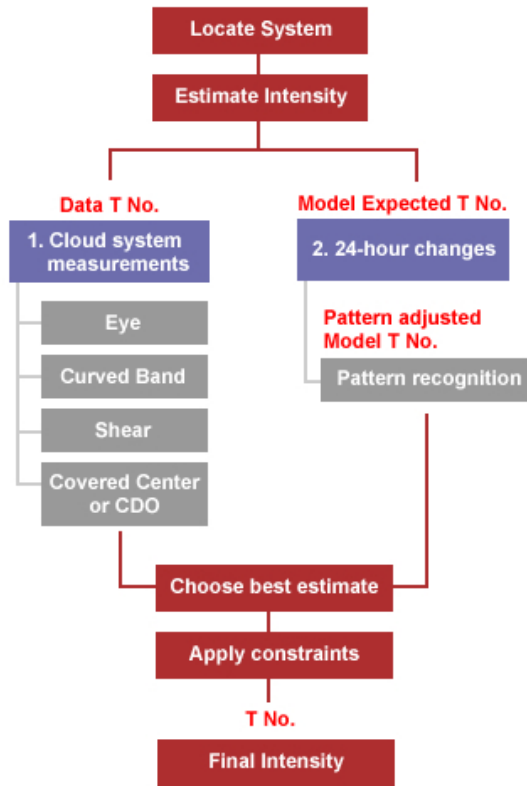 Locate System
Estimate Intensity
Data T No.
1. Cloud system
measurements
Eye
Curved Band
Shear
Covered Center
or CDO
Model Expected T No.
2. 24-hour changes
Pattern adjusted
Model T No.
Pattern recognition
Choose best estimate
Apply constraints
T No.
Final Intensity